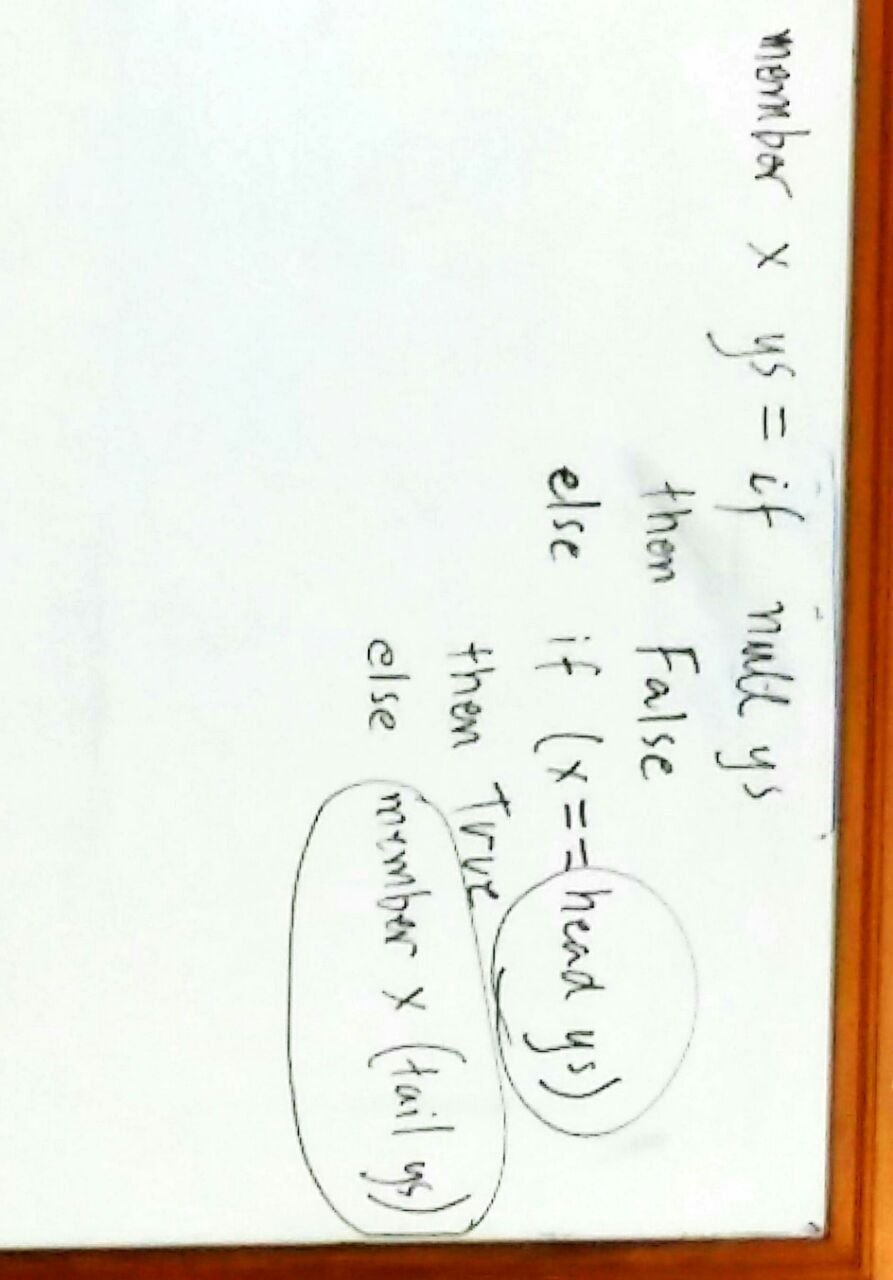 member x ys = if null ys
then False
else if (x == head ys)
then True
else member x (tail ys)